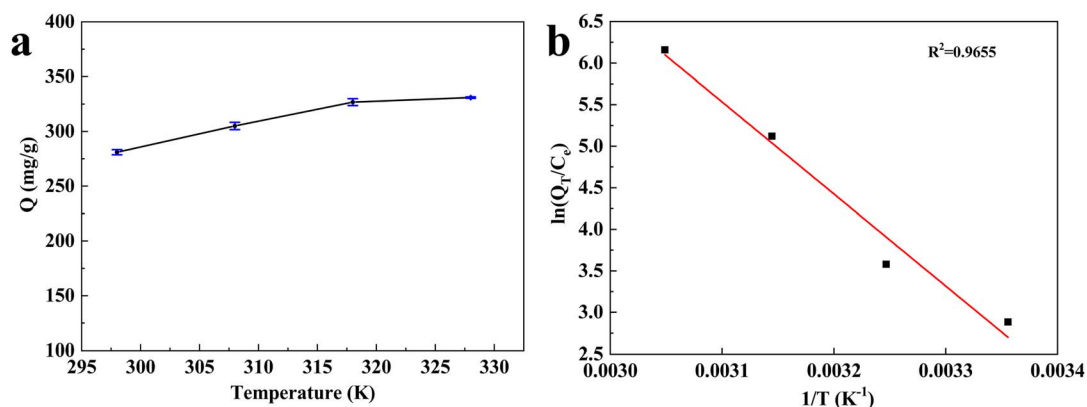 a
400
350
300
250
200
150
100
Q (mg/g)
295 300 305 310 315 320 325 330
Temperature (K)
b
R²=0.9655
6.5
6.0
5.5
5.0
4.5
4.0
3.5
3.0
2.5
ln(Q_T/C_e)
0.0030 0.0031 0.0032 0.0033 0.0034
1/T (K⁻¹)